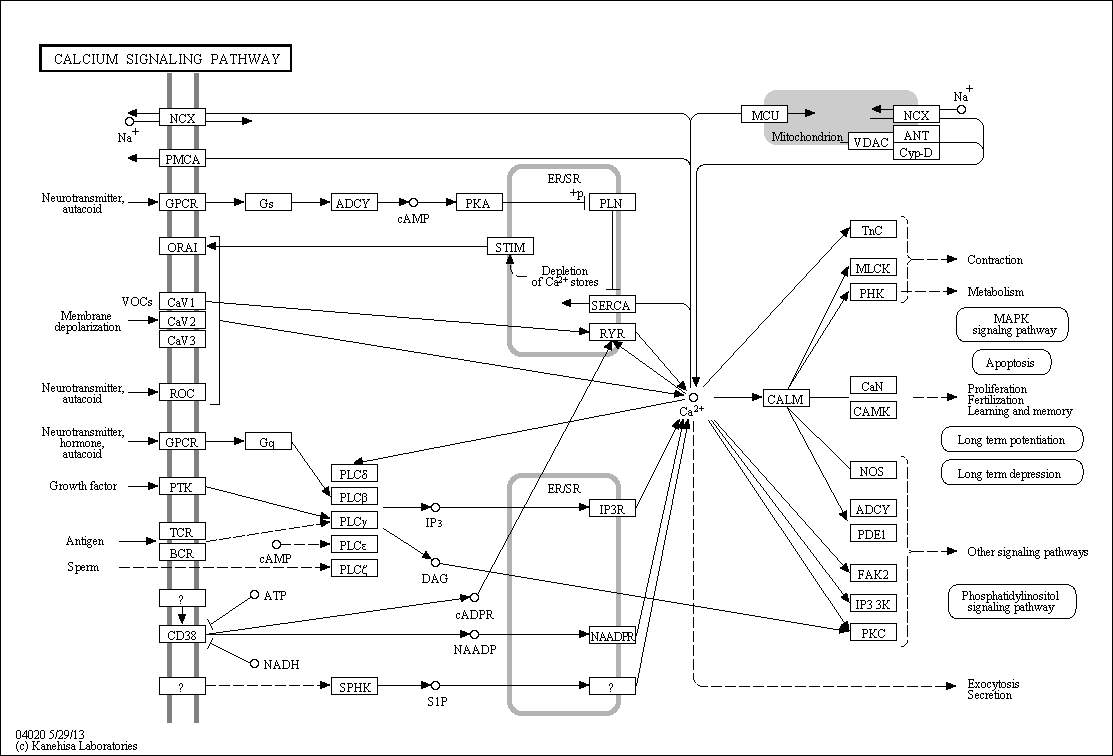 CALCIUM SIGNALING PATHWAY
NCX
Na+
PMCA
MCU
Mitochondrion
VDAC
NCX
Na+
ANT
Cyp-D
Neurotransmitter,
autacoid
GPCR
Gs
ADCY
cAMP
PKA
ER/SR
+p
PLN
ORAI
STIM
Depletion
of Ca2+ stores
SERCA
RYR
VOCs
CaV1
Membrane
depolarization
CaV2
CaV3
Neurotransmitter,
autacoid
ROC
Ca2+
CALM
TnC
MLCK
PHK
CaN
CAMK
NOS
ADCY
PDE1
FAK2
IP3 3K
PKC
Contraction
Metabolism
MAPK
signaling pathway
Apoptosis
Proliferation
Fertilization
Learning and memory
Long term potentiation
Long term depression
Other signaling pathways
Phosphatidylinositol
signaling pathway
Exocytosis
Secretion
Neurotransmitter,
hormone,
autacoid
GPCR
Gq
Growth factor
PTK
Antigen
TCR
BCR
Sperm
PLCδ
PLCβ
PLCγ
cAMP
PLCε
PLCζ
IP3
DAG
ER/SR
IP3R
?
ATP
CD38
NADH
cADPR
NAADP
NAADPR
?
SPHK
S1P
?
04020 5/29/13
(c) Kanehisa Laboratories